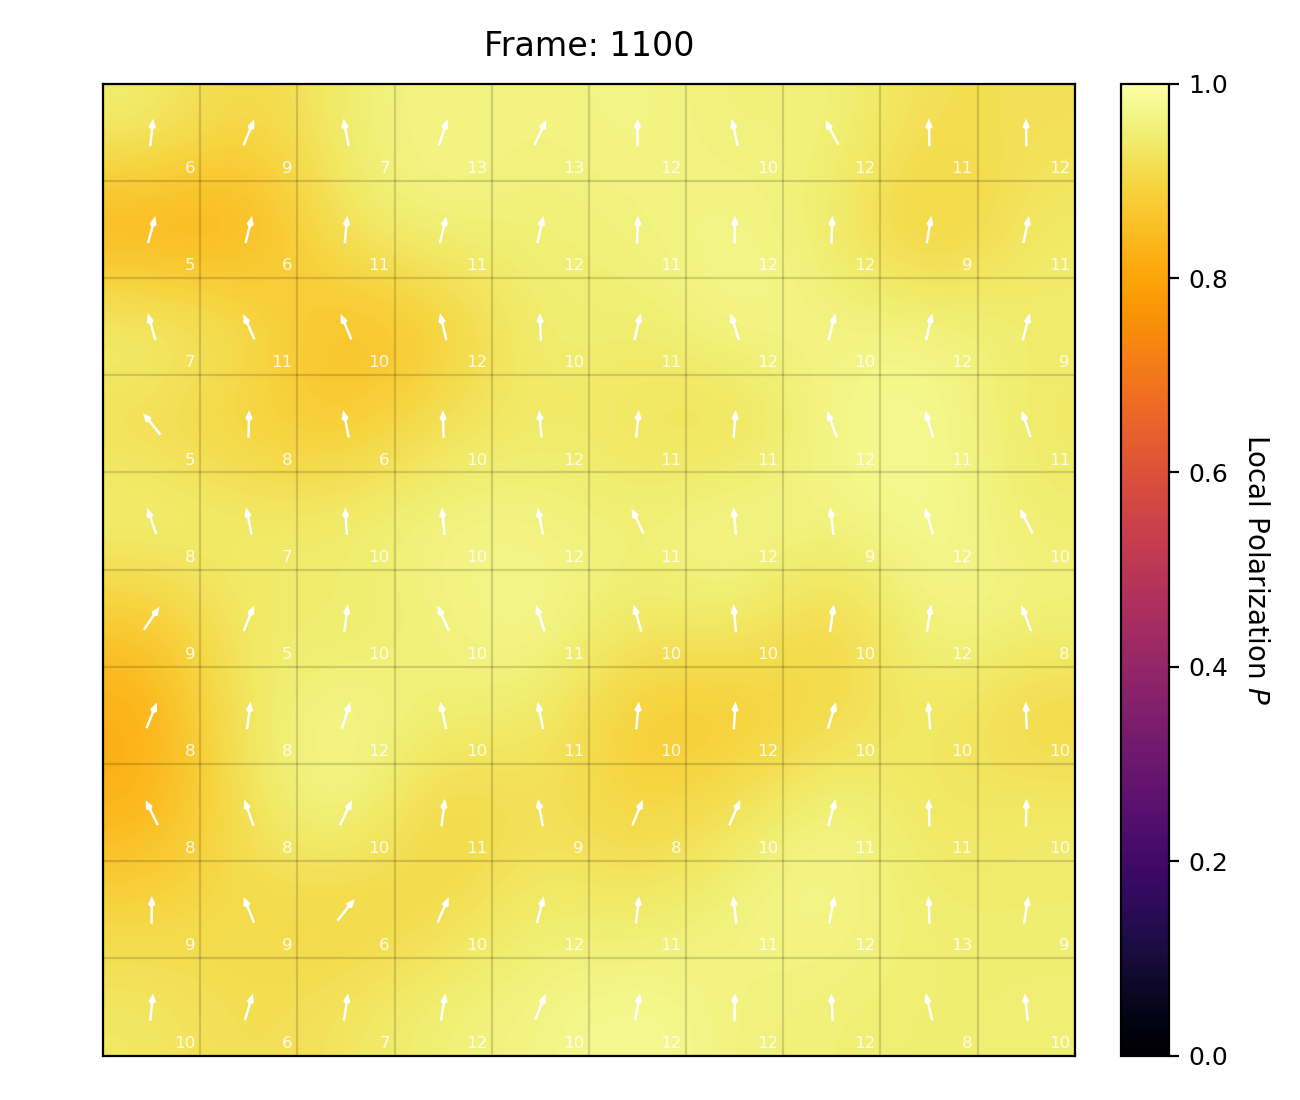 Frame: 1100
6 9 7 13 13 12 10 12 11 12
5 6 11 11 12 11 12 12 9 11
7 11 10 12 10 11 12 10 12 9
5 8 6 10 12 11 11 12 11 11
8 7 10 10 12 11 12 9 12 10
9 5 10 10 11 10 10 10 12 8
8 8 12 10 11 10 12 10 10 10
8 8 10 11 9 8 10 11 11 10
9 9 6 10 12 11 11 12 13 9
10 6 7 12 10 12 12 12 8 10
1.0
0.8
0.6
0.4
0.2
0.0
Local Polarization P